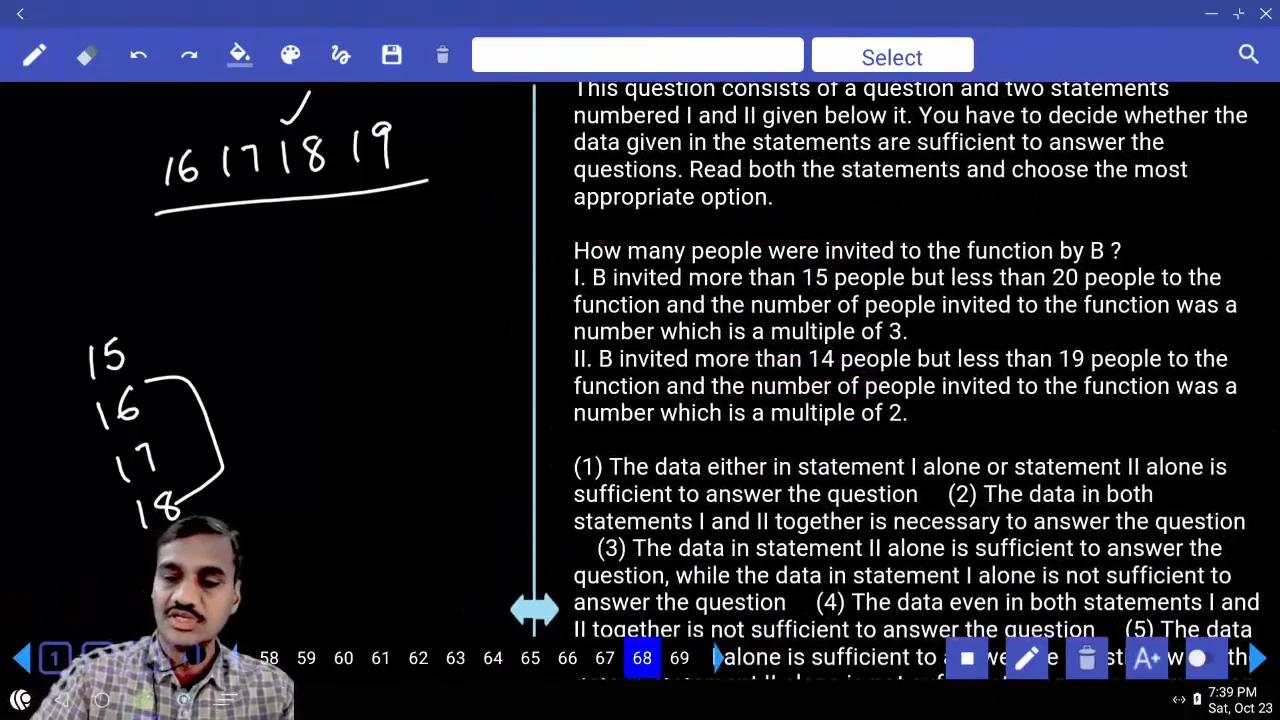 Select
16 17 18 19
15
16
17
18
This question consists of a question and two statements
numbered I and II given below it. You have to decide whether the
data given in the statements are sufficient to answer the
questions. Read both the statements and choose the most
appropriate option.
How many people were invited to the function by B ?
I. B invited more than 15 people but less than 20 people to the
function and the number of people invited to the function was a
number which is a multiple of 3.
II. B invited more than 14 people but less than 19 people to the
function and the number of people invited to the function was a
number which is a multiple of 2.
(1) The data either in statement I alone or statement II alone is
sufficient to answer the question (2) The data in both
statements I and II together is necessary to answer the question
(3) The data in statement II alone is sufficient to answer the
question, while the data in statement I alone is not sufficient to
answer the question (4) The data even in both statements I and
II together is not sufficient to answer the question (5) The data
alone is sufficient to
1 58 59 60 61 62 63 64 65 66 67 68 69 A+
7:39 PM
Sat, Oct 23